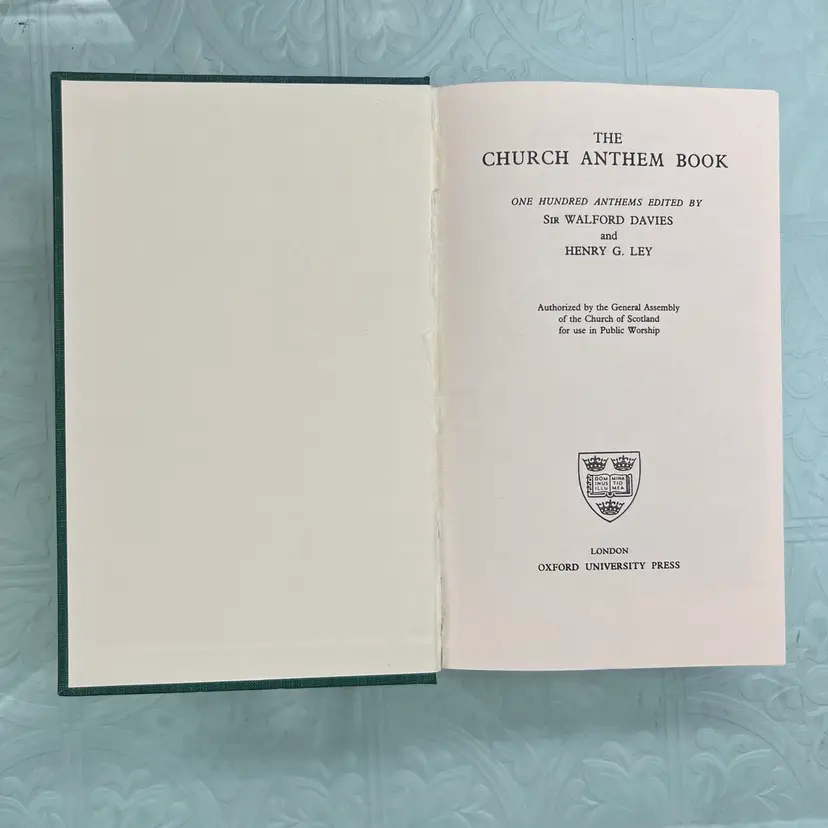 THE
CHURCH ANTHEM BOOK
ONE HUNDRED ANTHEMS EDITED BY
SIR WALFORD DAVIES
and
HENRY G. LEY
Authorized by the General Assembly
of the Church of Scotland
for use in Public Worship
DOM MINA
INUS TIO
ILLU MEA
LONDON
OXFORD UNIVERSITY PRESS